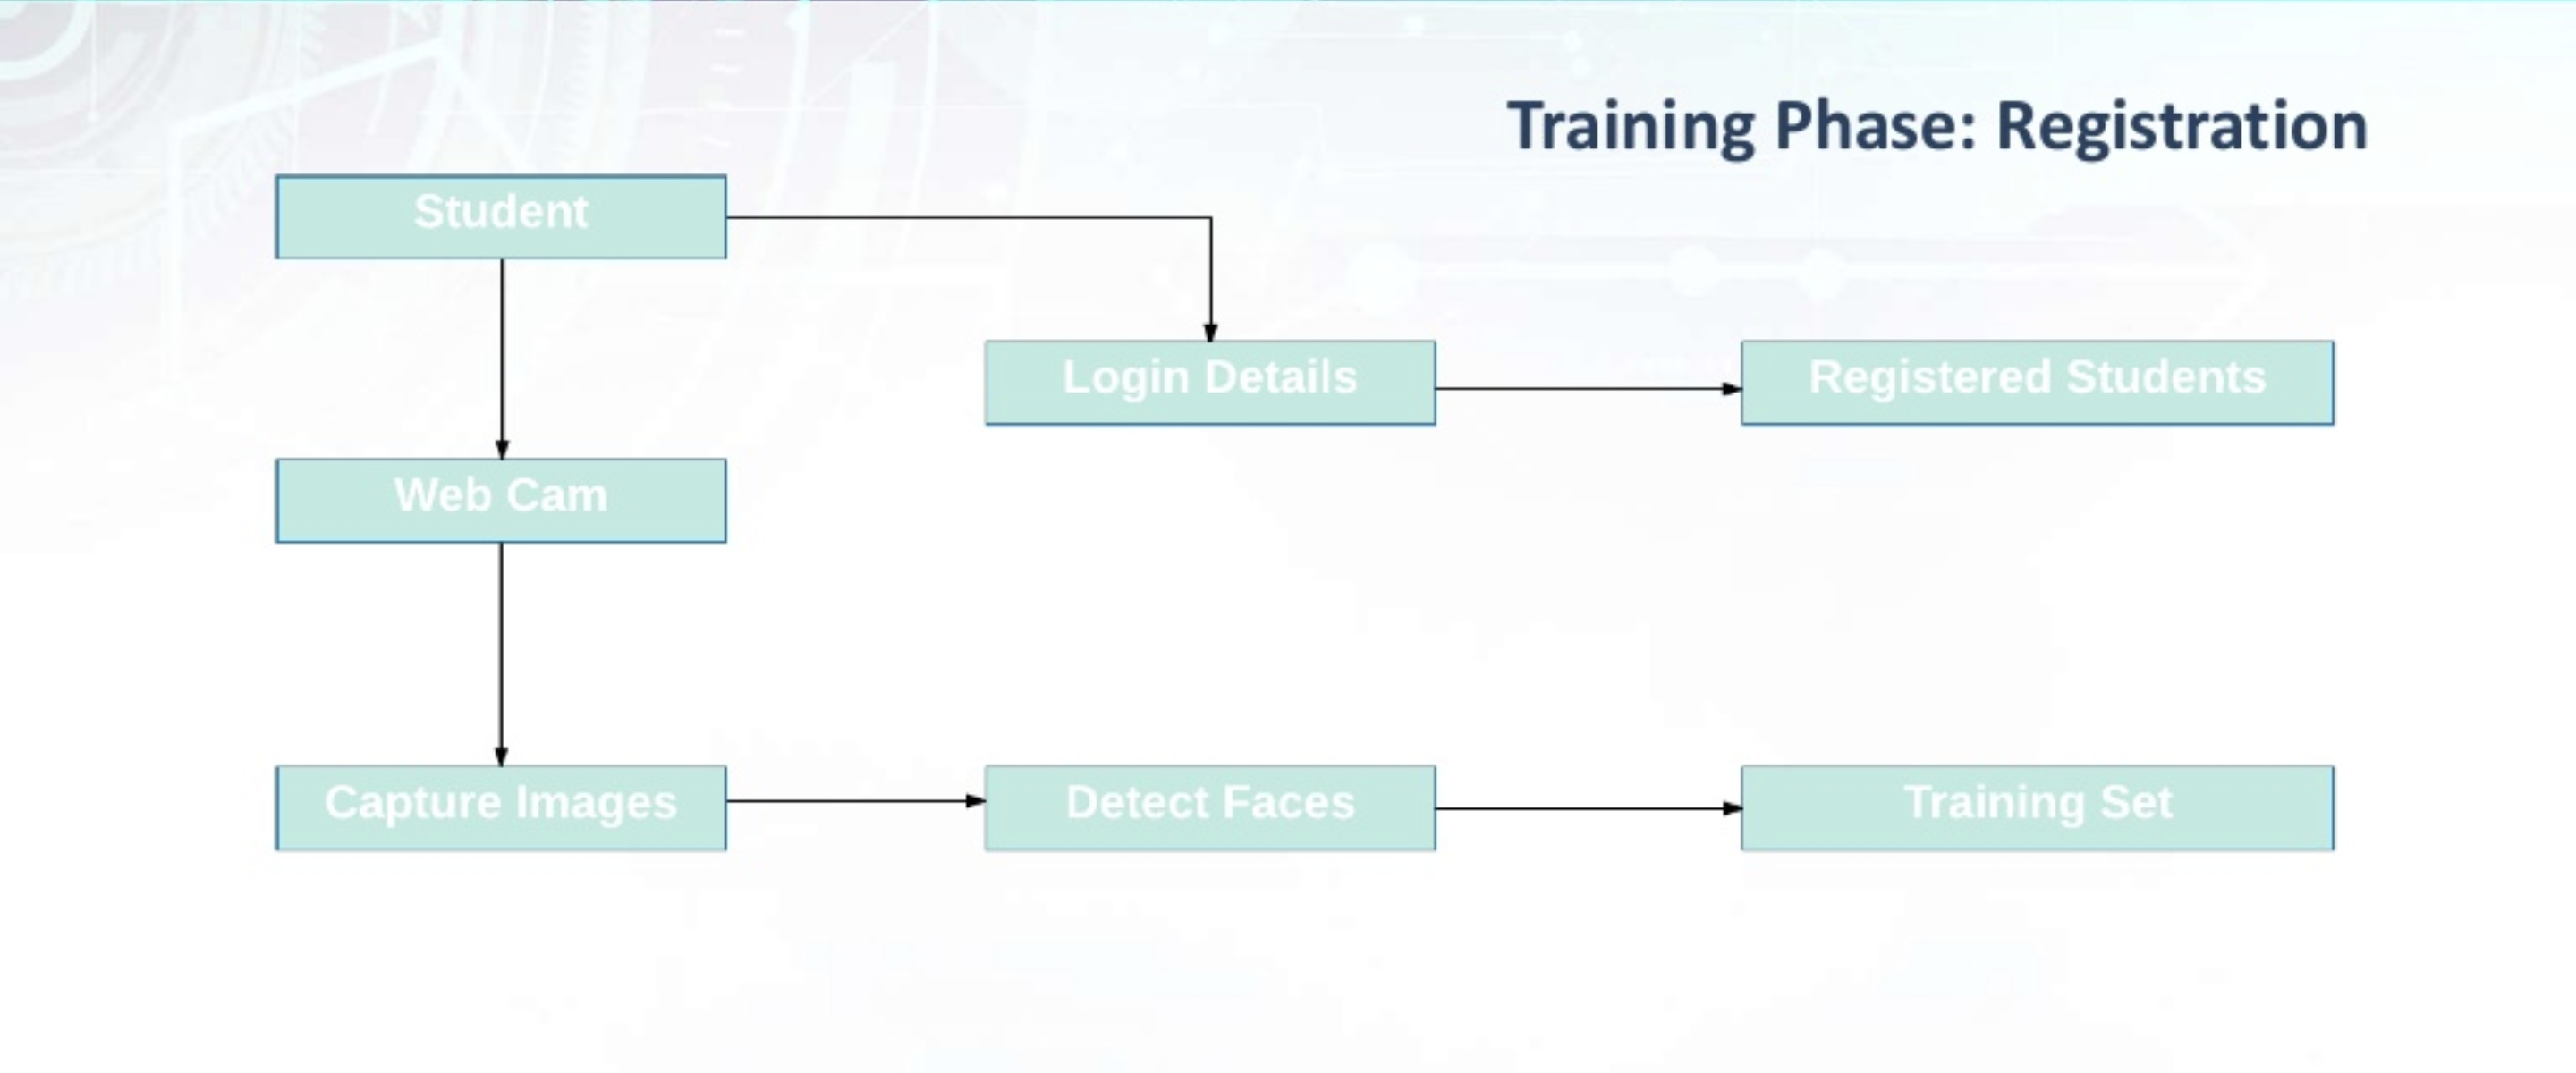 Training Phase: Registration
Student
Login Details
Registered Students
Web Cam
Capture Images
Detect Faces
Training Set